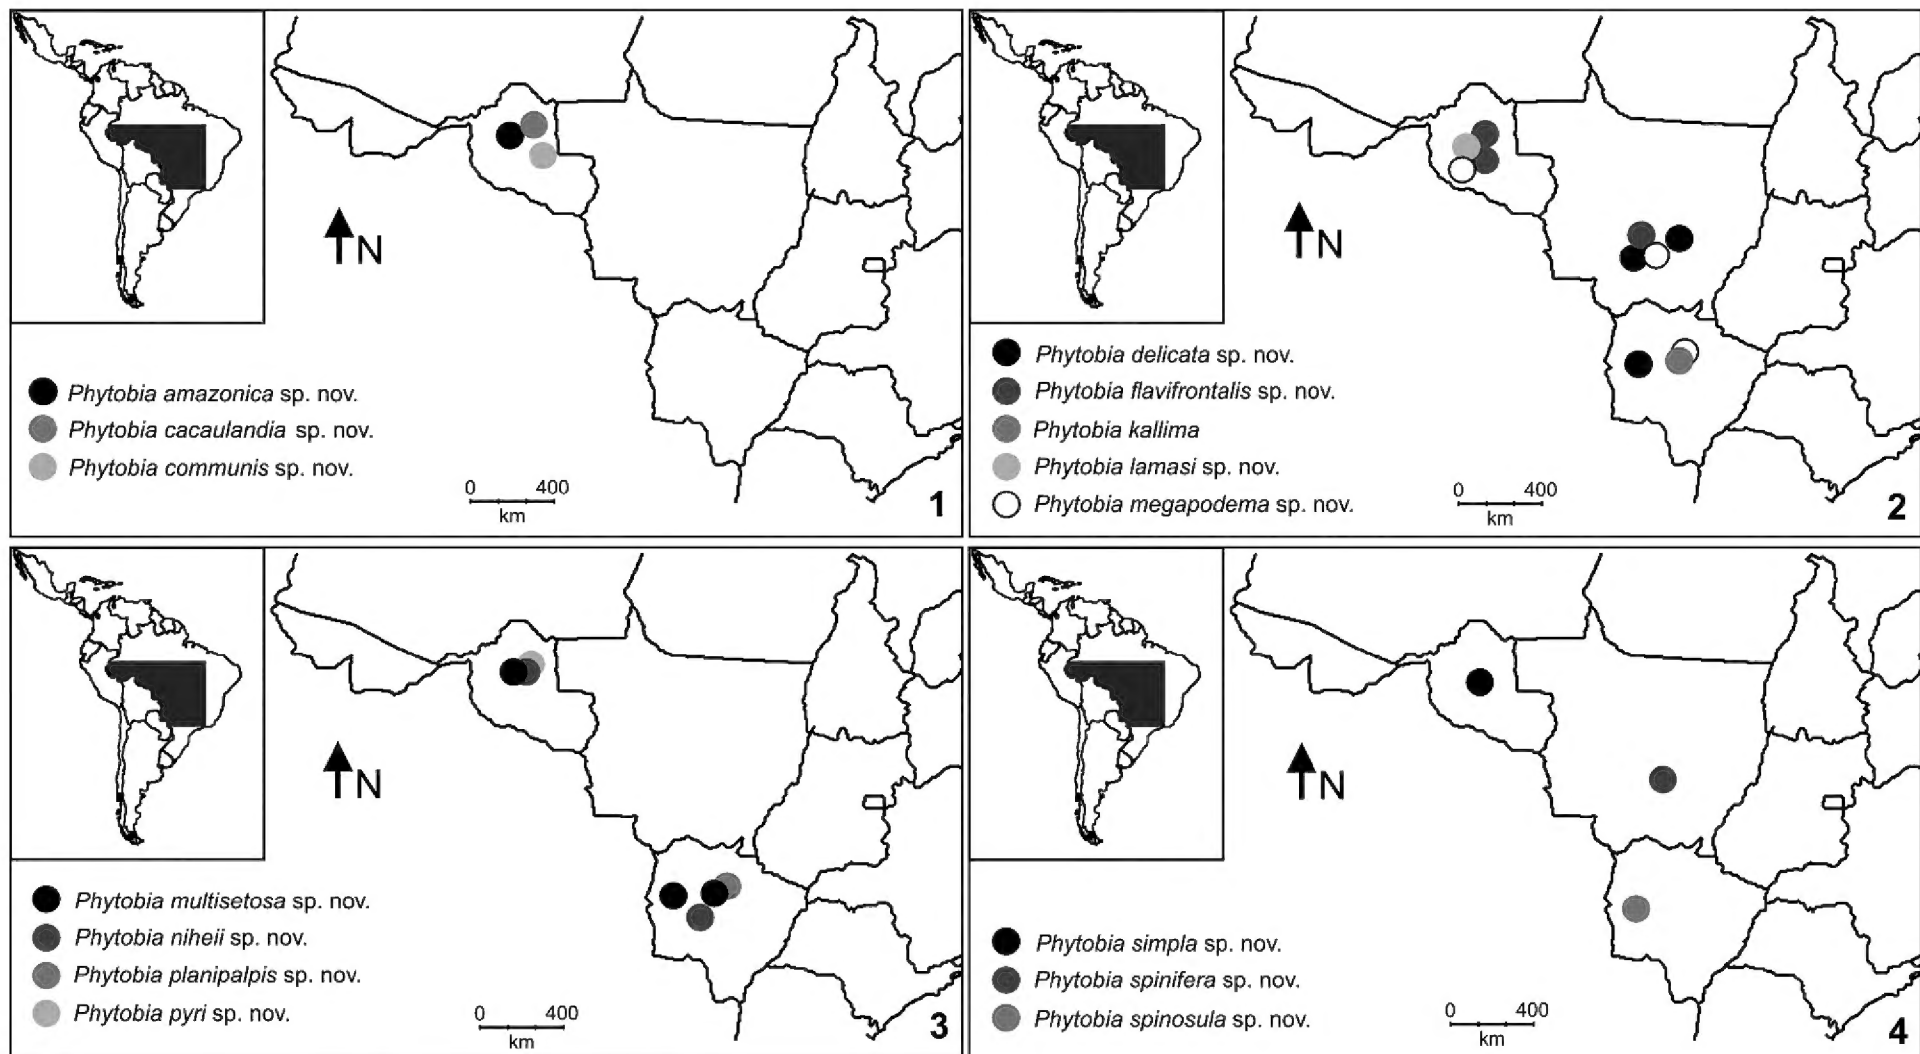 N
Phytobia amazonica sp. nov.
Phytobia cacaulandia sp. nov.
Phytobia communis sp. nov.
0 400
km
1
N
Phytobia delicata sp. nov.
Phytobia flavifrontalis sp. nov.
Phytobia kallima
Phytobia lamasi sp. nov.
Phytobia megapodema sp. nov.
0 400
km
2
N
Phytobia multisetosa sp. nov.
Phytobia niheii sp. nov.
Phytobia planipalpis sp. nov.
Phytobia pyri sp. nov.
0 400
km
3
N
Phytobia simpla sp. nov.
Phytobia spinifera sp. nov.
Phytobia spinosula sp. nov.
0 400
km
4